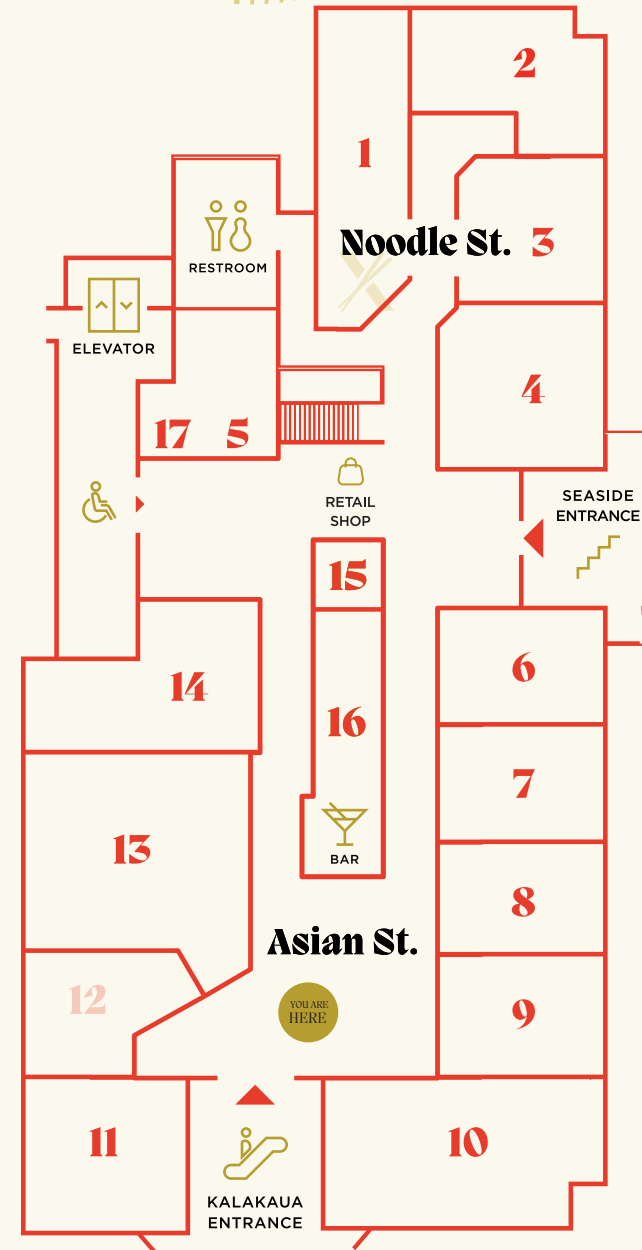 2
1
Noodle St.
3
RESTROOM
ELEVATOR
4
17 5
RETAIL
SHOP
SEASIDE
ENTRANCE
15
6
14
16
7
13
BAR
8
Asian St.
12
YOU ARE
HERE
9
11
10
KALAKAUA
ENTRANCE